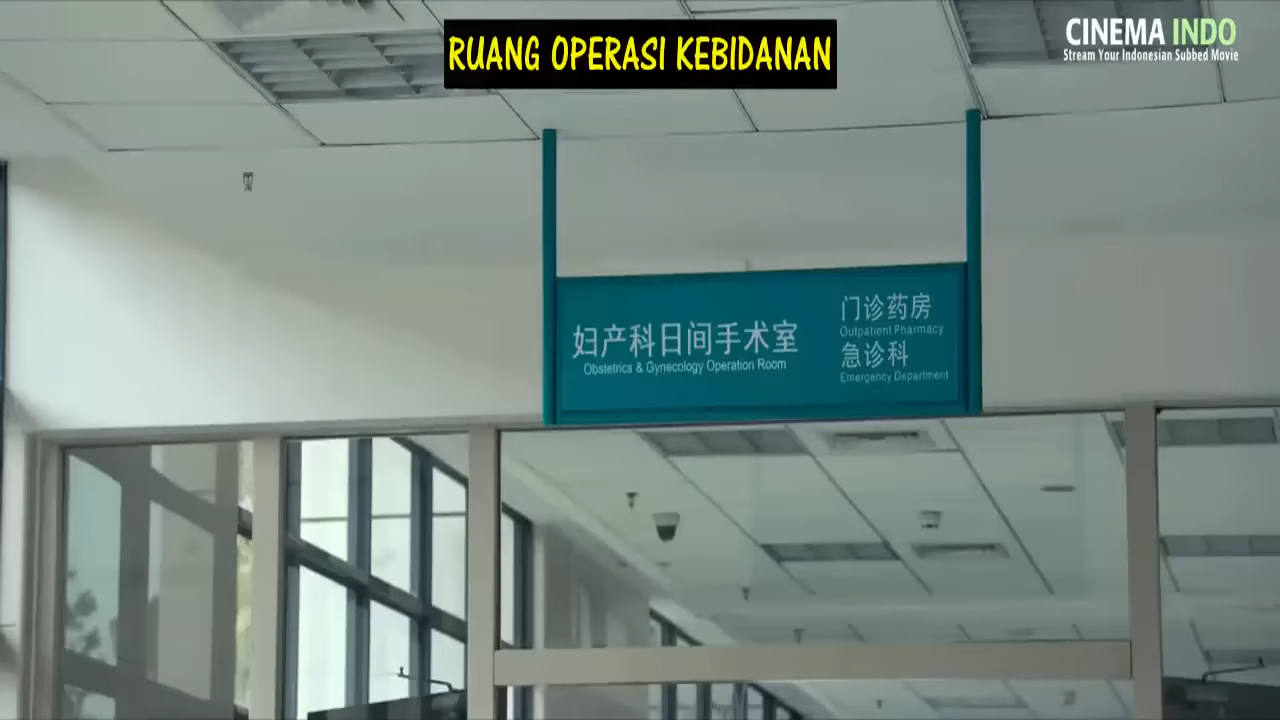 RUANG OPERASI KEBIDANAN
CINEMA INDO
Stream Your Indonesian Subbed Movie
妇产科日间手术室
Obstetrics & Gynecology Operation Room
门诊药房
Outpatient Pharmacy
急诊科
Emergency Department